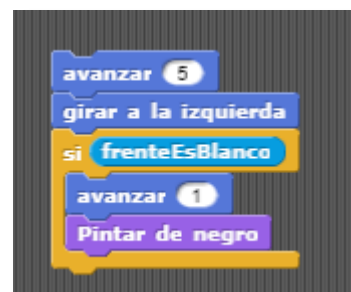 avanzar 5
girar a la izquierda
si frenteEsBlanco
avanzar 1
Pintar de negro